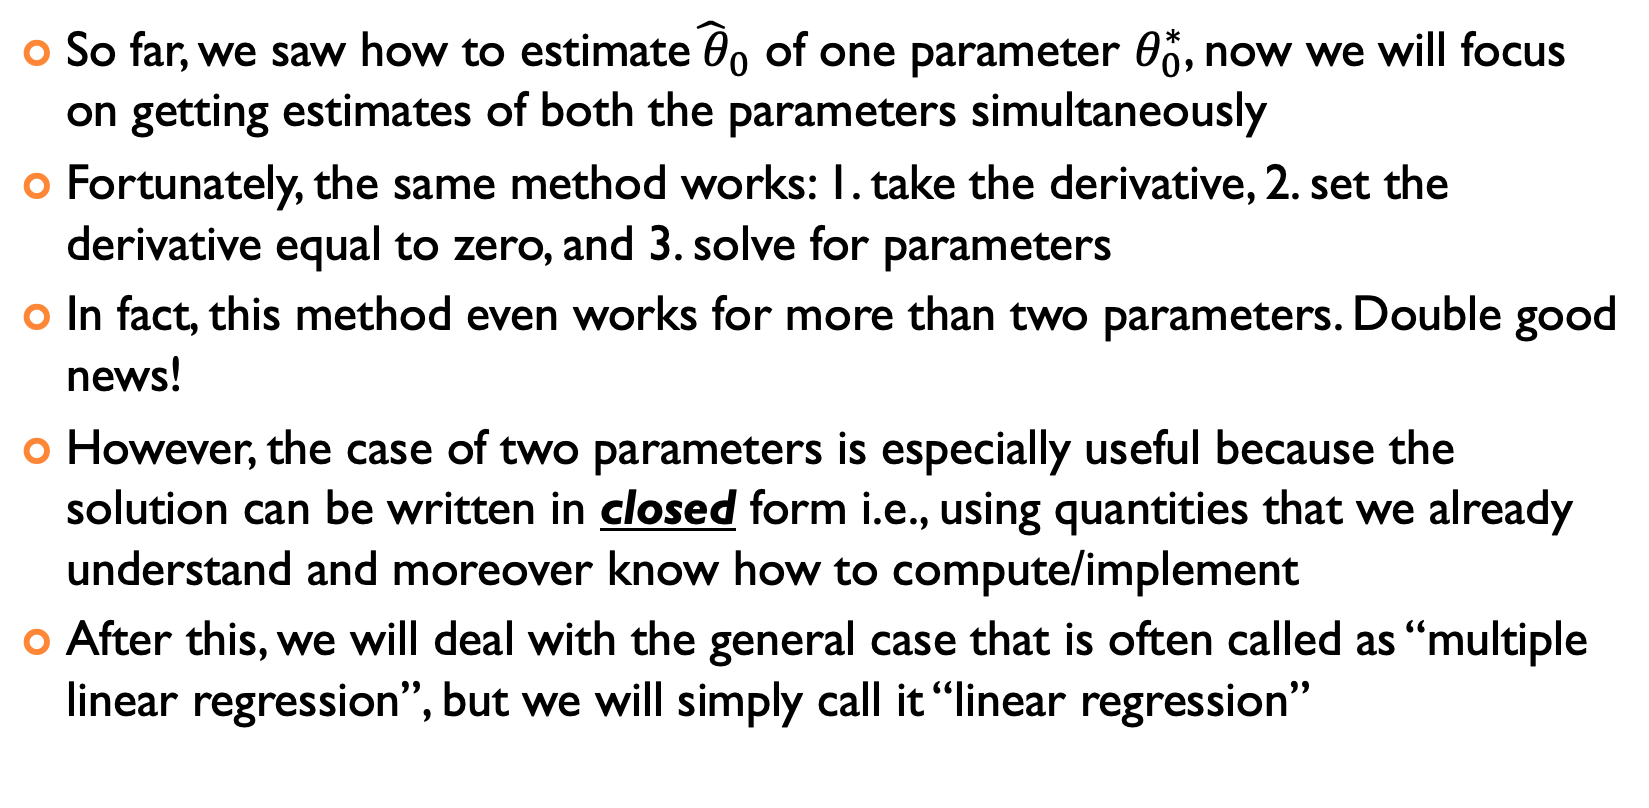 So far, we saw how to estimate θ̂₀ of one parameter θ₀*, now we will focus
on getting estimates of both the parameters simultaneously
Fortunately, the same method works: 1. take the derivative, 2. set the
derivative equal to zero, and 3. solve for parameters
In fact, this method even works for more than two parameters. Double good
news!
However, the case of two parameters is especially useful because the
solution can be written in closed form i.e., using quantities that we already
understand and moreover know how to compute/implement
After this, we will deal with the general case that is often called as “multiple
linear regression”, but we will simply call it “linear regression”